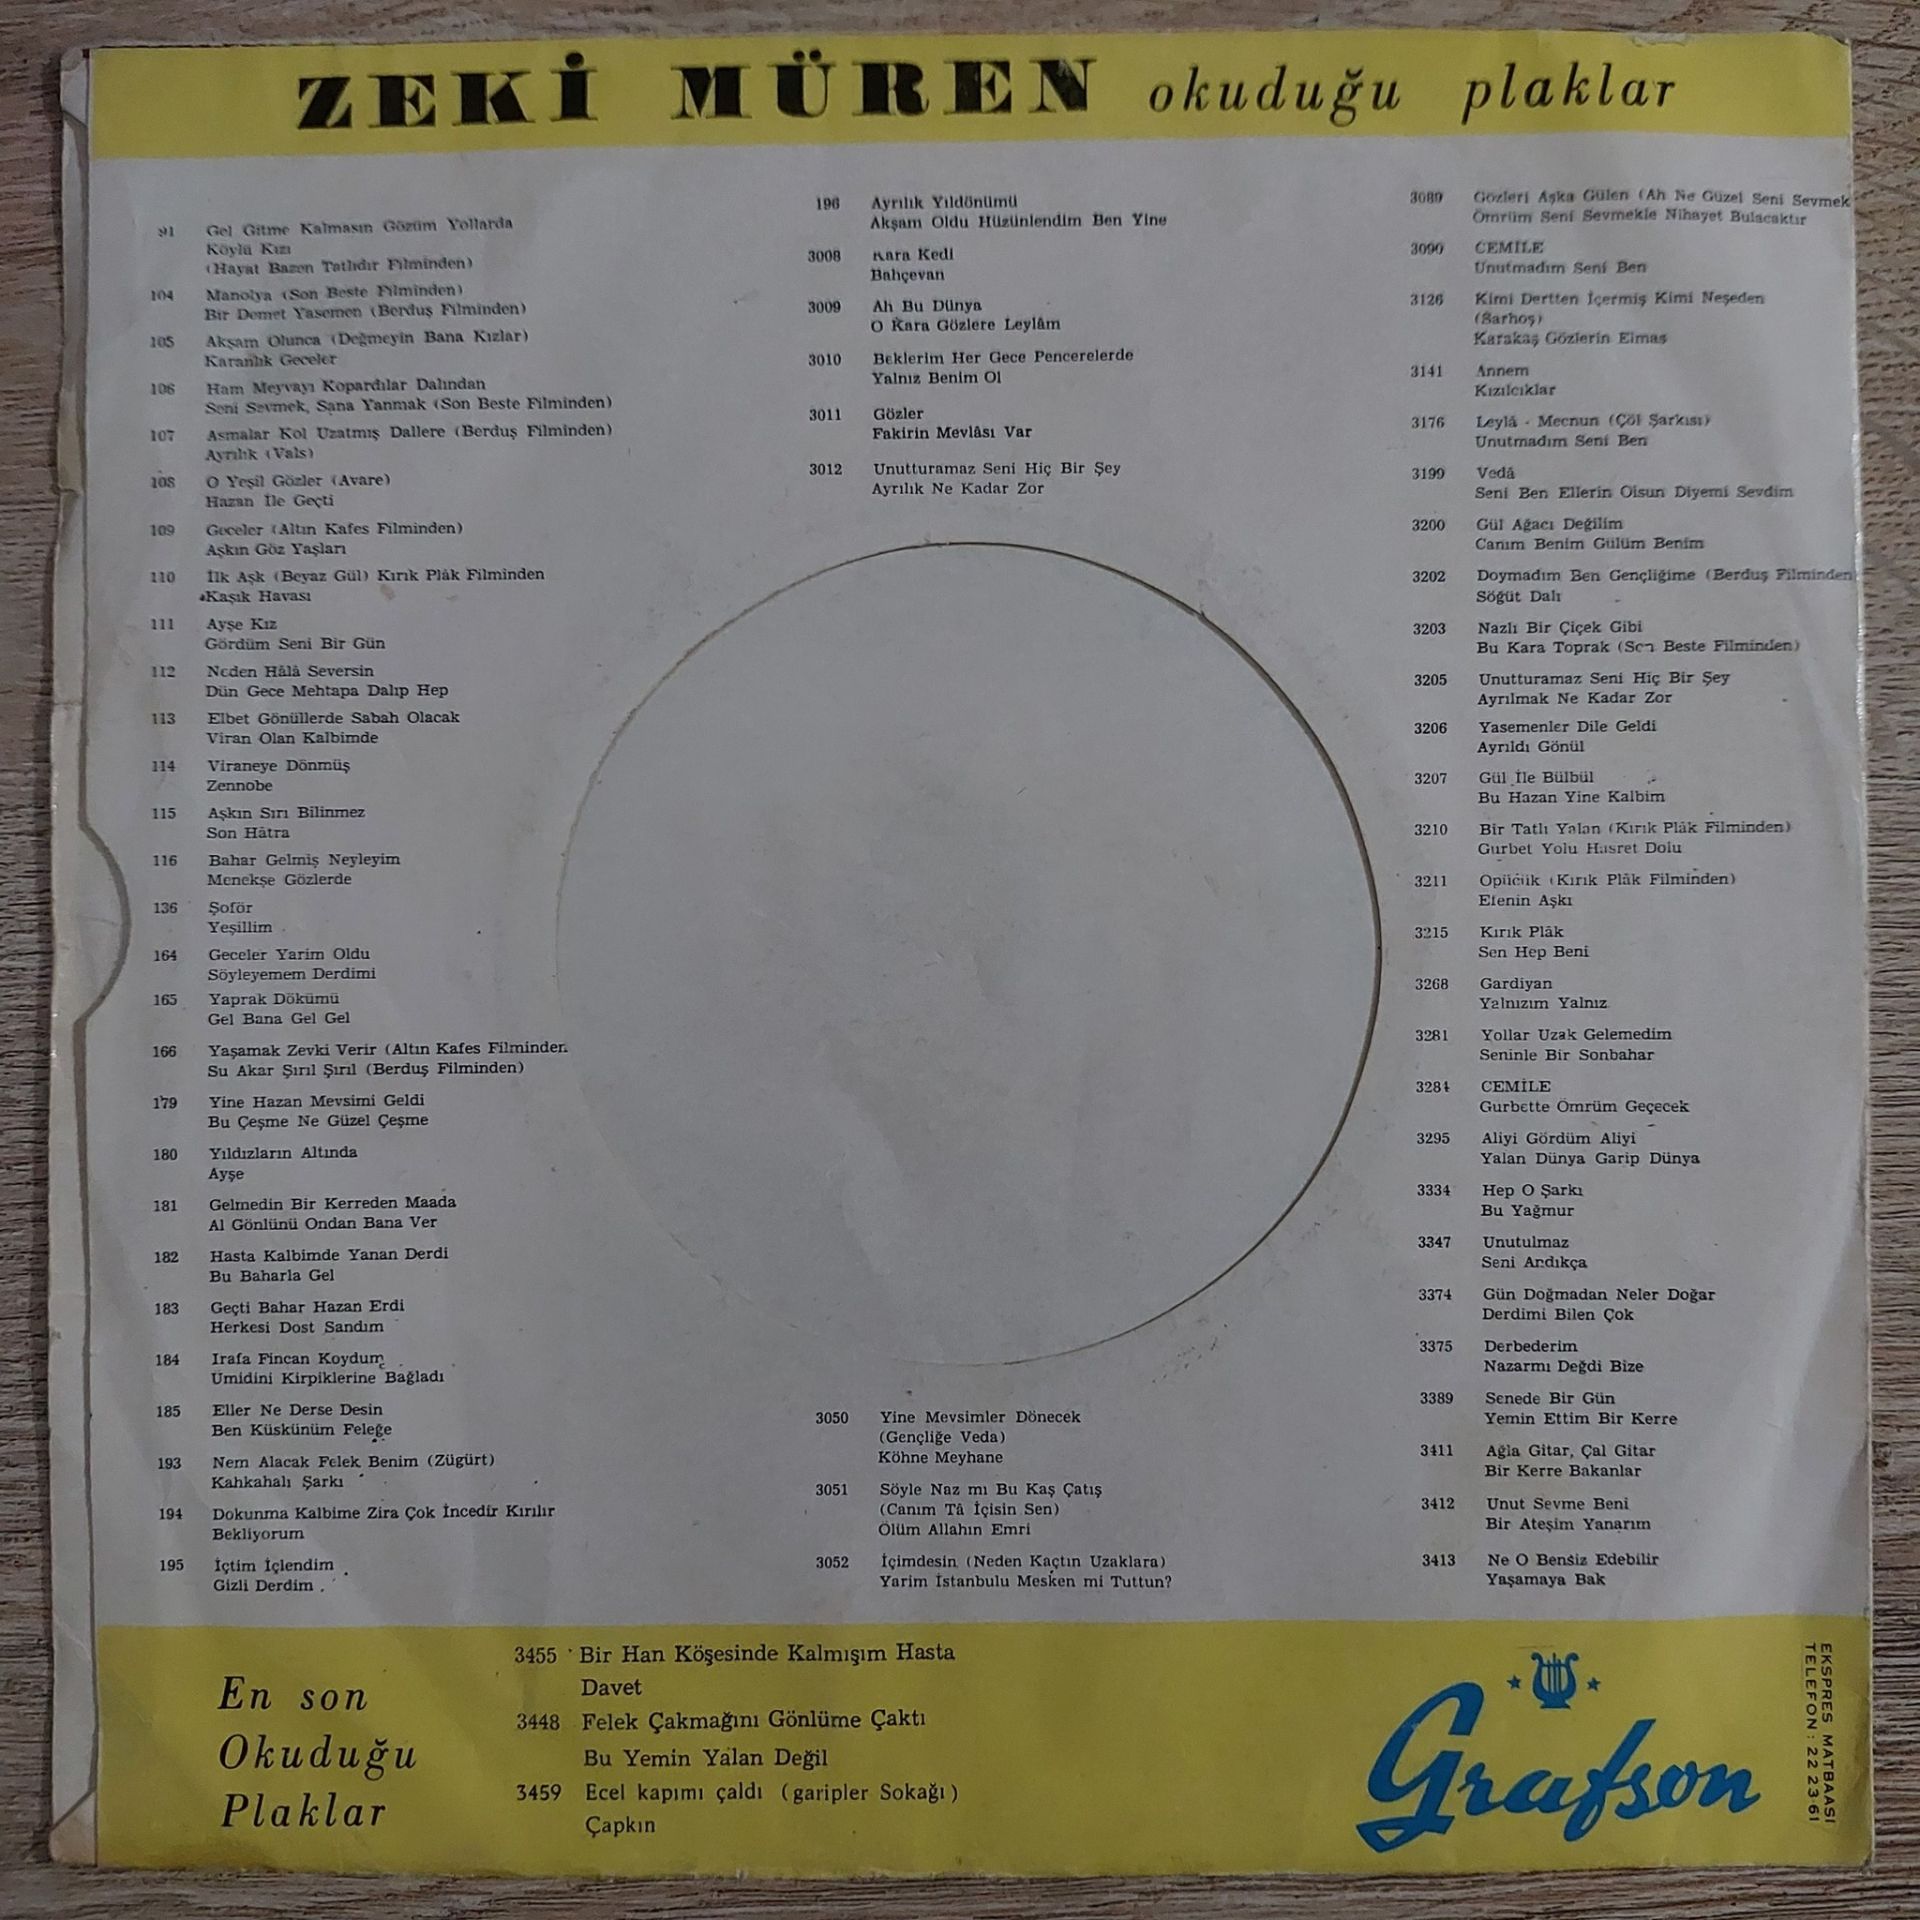 ZEKİ MÜREN okuduğu plaklar
91 Gel Gitme Kalmasın Gözüm Yollarda
Köylü Kızı
(Hayat Bazen Tatlıdır Filminden)
104 Manolya (Son Beste Filminden)
Bir Demet Yasemen (Berduş Filminden)
105 Akşam Olunca (Değmeyin Bana Kızlar)
Karanlık Geceler
106 Ham Meyvayı Kopardılar Dalından
Seni Sevmek, Sana Yanmak (Son Beste Filminden)
107 Asmalar Kol Uzatmış Dallere (Berduş Filminden)
Ayrılık (Vals)
108 O Yeşil Gözler (Avare)
Hazan İle Geçti
109 Geceler (Altın Kafes Filminden)
Aşkın Göz Yaşları
110 İlk Aşk (Beyaz Gül) Kırık Plâk Filminden
Kaşık Havası
111 Ayşe Kız
Gördüm Seni Bir Gün
112 Neden Hâlâ Seversin
Dün Gece Mehtapa Dalıp Hep
113 Elbet Gönüllerde Sabah Olacak
Viran Olan Kalbimde
114 Viraneye Dönmüş
Zennobe
115 Aşkın Sırı Bilinmez
Son Hâtra
116 Bahar Gelmiş Neyleyim
Menekşe Gözlerde
136 Şoför
Yeşillim
164 Geceler Yarim Oldu
Söyleyemem Derdimi
165 Yaprak Dökümü
Gel Bana Gel Gel
166 Yaşamak Zevki Verir (Altın Kafes Filminden
Su Akar Şırıl Şırıl (Berduş Filminden)
179 Yine Hazan Mevsimi Geldi
Bu Çeşme Ne Güzel Çeşme
180 Yıldızların Altında
Ayşe
181 Gelmedin Bir Kerreden Maada
Al Gönlünü Ondan Bana Ver
182 Hasta Kalbimde Yanan Derdi
Bu Baharla Gel
183 Geçti Bahar Hazan Erdi
Herkesi Dost Sandım
184 Irafa Fincan Koydum
Ümidini Kirpiklerine Bağladı
185 Eller Ne Derse Desin
Ben Küskünüm Feleğe
193 Nem Alacak Felek Benim (Zügürt)
Kahkahalı Şarkı
194 Dokunma Kalbime Zira Çok İncedir Kırılır
Bekliyorum
195 İçtim İçlendim
Gizli Derdim
196 Ayrılık Yıldönümü
Akşam Oldu Hüzünlendim Ben Yine
3008 Kara Kedi
Bahçevan
3009 Ah Bu Dünya
O Kara Gözlere Leylâm
3010 Beklerim Her Gece Pencerelerde
Yalnız Benim Ol
3011 Gözler
Fakirin Mevlâsı Var
3012 Unutturamaz Seni Hiç Bir Şey
Ayrılık Ne Kadar Zor
3050 Yine Mevsimler Dönecek
(Gençliğe Veda)
Köhne Meyhane
3051 Söyle Naz mı Bu Kaş Çatış
(Canım Tâ İçisin Sen)
Ölüm Allahın Emri
3052 İçimdesin (Neden Kaçtın Uzaklara)
Yarim İstanbulu Mesken mi Tuttun?
3089 Gözleri Aşka Gülen (Ah Ne Güzel Seni Sevmek
Ömrüm Seni Sevmekle Nihayet Bulacaktır
3090 CEMİLE
Unutmadım Seni Ben
3126 Kimi Dertten İçermiş Kimi Neşeden
(Sarhoş)
Karakaş Gözlerin Elmas
3141 Annem
Kızılcıklar
3176 Leylâ - Mecnun (Çöl Şarkısı)
Unutmadım Seni Ben
3199 Vedâ
Seni Ben Ellerin Olsun Diyemi Sevdim
3200 Gül Ağacı Değilim
Canım Benim Gülüm Benim
3202 Doymadım Ben Gençliğime (Berduş Filminden
Söğüt Dalı
3203 Nazlı Bir Çiçek Gibi
Bu Kara Toprak (Son Beste Filminden)
3205 Unutturamaz Seni Hiç Bir Şey
Ayrılmak Ne Kadar Zor
3206 Yasemenler Dile Geldi
Ayrıldı Gönül
3207 Gül İle Bülbül
Bu Hazan Yine Kalbim
3210 Bir Tatlı Yalan (Kırık Plâk Filminden)
Gurbet Yolu Hasret Dolu
3211 Öpücük (Kırık Plâk Filminden)
Efenin Aşkı
3215 Kırık Plâk
Sen Hep Beni
3268 Gardiyan
Yalnızım Yalnız
3281 Yollar Uzak Gelemedim
Seninle Bir Sonbahar
3284 CEMİLE
Gurbette Ömrüm Geçecek
3295 Aliyi Gördüm Aliyi
Yalan Dünya Garip Dünya
3334 Hep O Şarkı
Bu Yağmur
3347 Unutulmaz
Seni Andıkça
3374 Gün Doğmadan Neler Doğar
Derdimi Bilen Çok
3375 Derbederim
Nazarmı Değdi Bize
3389 Senede Bir Gün
Yemin Ettim Bir Kerre
3411 Ağla Gitar, Çal Gitar
Bir Kerre Bakanlar
3412 Unut Sevme Beni
Bir Ateşim Yanarım
3413 Ne O Bensiz Edebilir
Yaşamaya Bak
En son
Okuduğu
Plaklar
3455 Bir Han Köşesinde Kalmışım Hasta
Davet
3448 Felek Çakmağını Gönlüme Çaktı
Bu Yemin Yalan Değil
3459 Ecel kapımı çaldı (garipler Sokağı)
Çapkın
Grafson
EKSPRES MATBAASI
TELEFON : 22 23 61